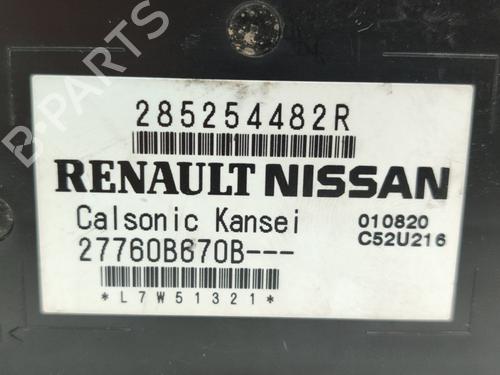 285254482R
RENAULT NISSAN
Calsonic Kansei
010820
27760B670B---
C52U216
*L7W51321*
B-PARTS